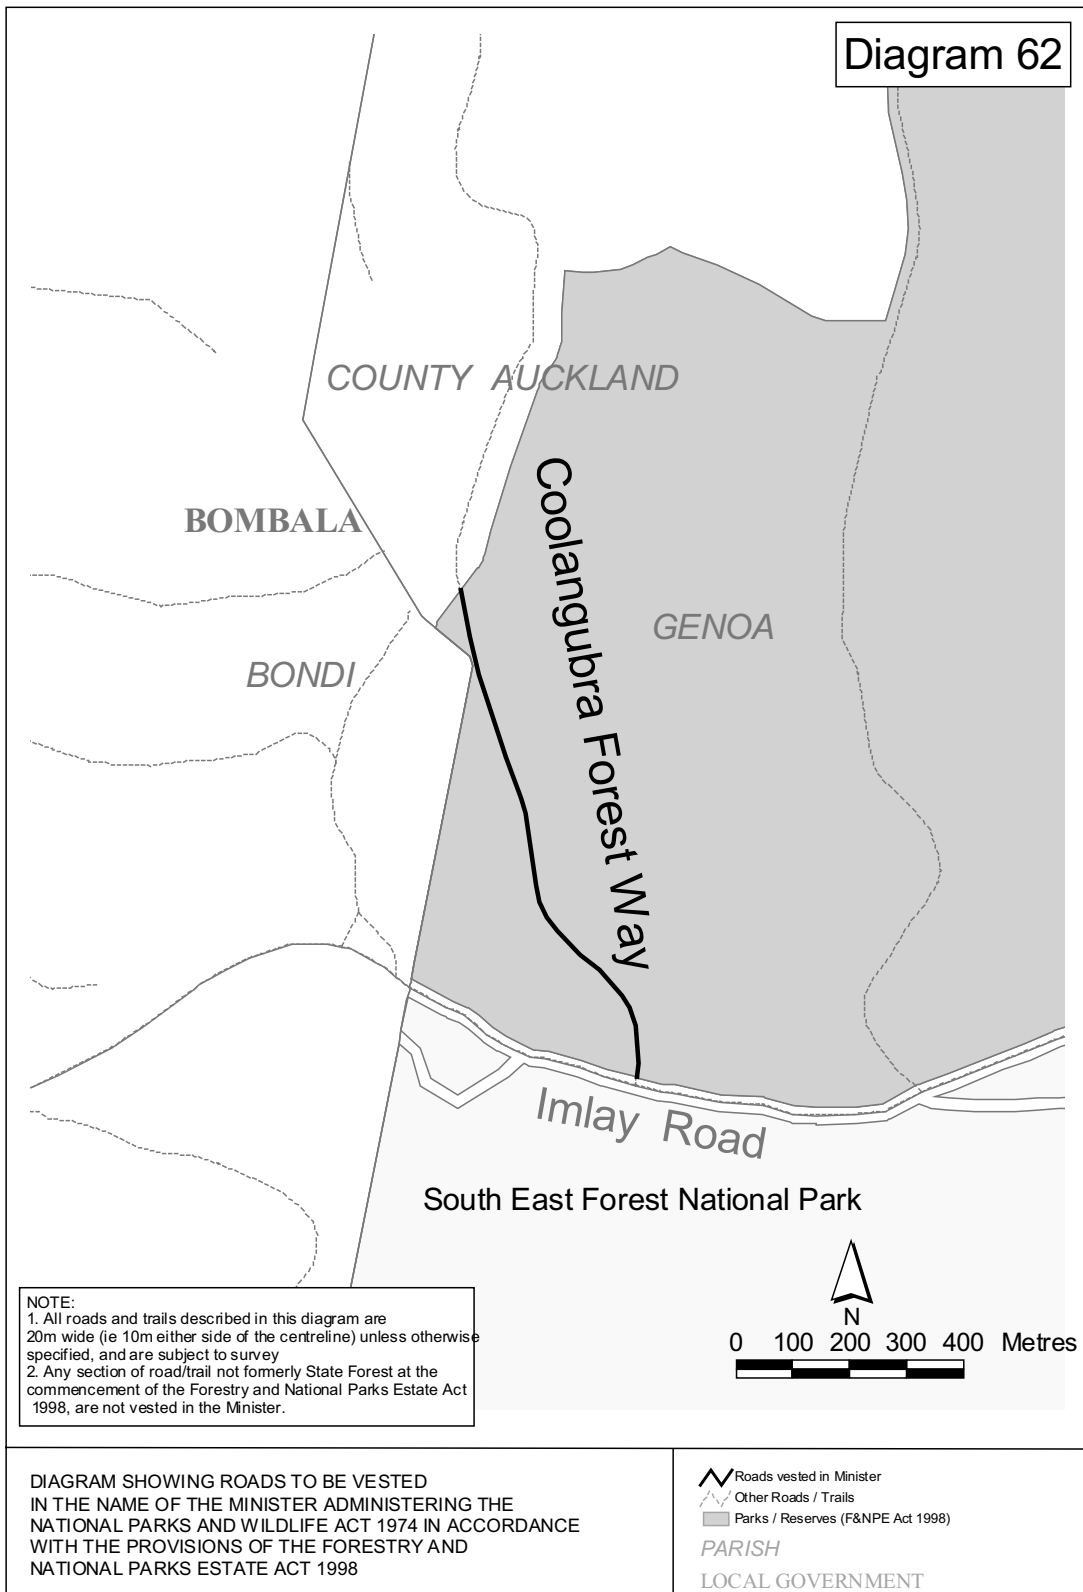 Diagram 62
COUNTY AUCKLAND
BOMBALA
Coolangubra Forest Way
GENOA
BONDI
Imlay Road
South East Forest National Park
N
0 100 200 300 400 Metres
NOTE:
1. All roads and trails described in this diagram are
20m wide (ie 10m either side of the centreline) unless otherwise
specified, and are subject to survey
2. Any section of road/trail not formerly State Forest at the
commencement of the Forestry and National Parks Estate Act
1998, are not vested in the Minister.
DIAGRAM SHOWING ROADS TO BE VESTED
IN THE NAME OF THE MINISTER ADMINISTERING THE
NATIONAL PARKS AND WILDLIFE ACT 1974 IN ACCORDANCE
WITH THE PROVISIONS OF THE FORESTRY AND
NATIONAL PARKS ESTATE ACT 1998
Roads vested in Minister
Other Roads / Trails
Parks / Reserves (F&NPE Act 1998)
PARISH
LOCAL GOVERNMENT